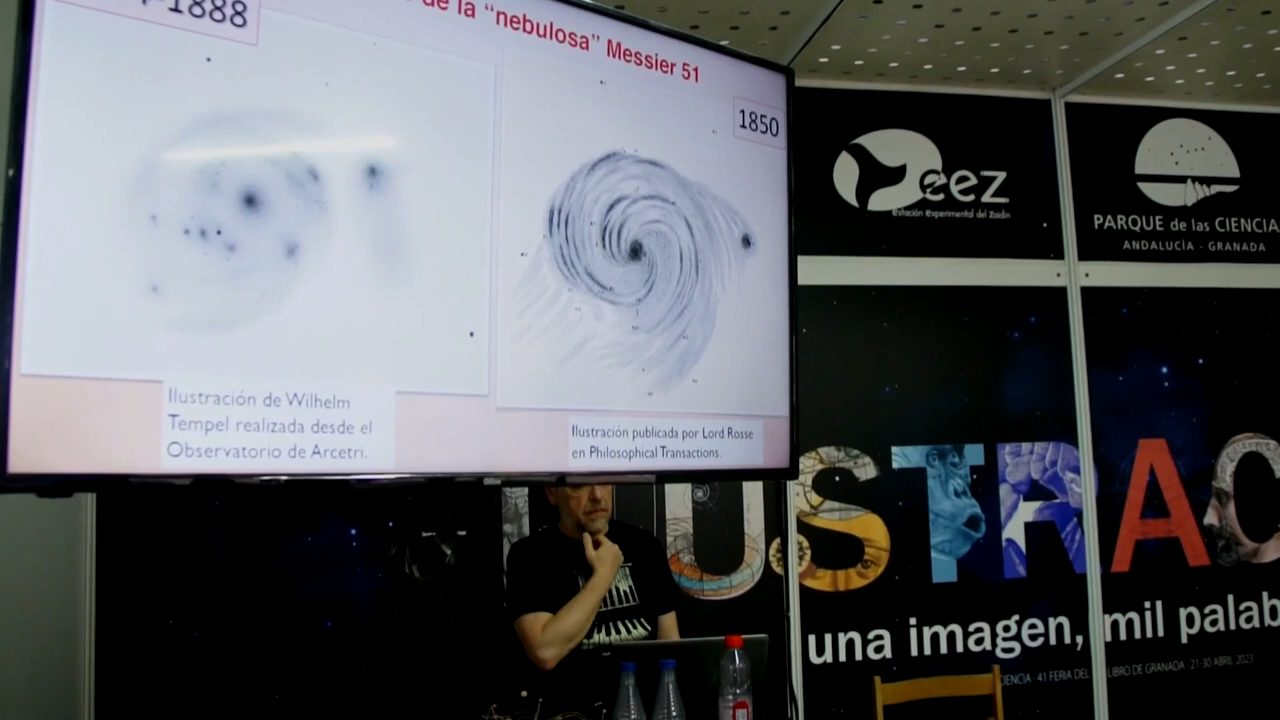 1888
de la “nebulosa” Messier 51
1850
Ilustración de Wilhelm
Tempel realizada desde el
Observatorio de Arcetri.
Ilustración publicada por Lord Rosse
en Philosophical Transactions.
eez
estación experimental del zaidín
PARQUE de las CIENCIA
ANDALUCÍA - GRANADA
USTRAC
una imagen, mil palab
CIENCIA · 41 FERIA DEL LIBRO DE GRANADA · 21-30 ABRIL 2023